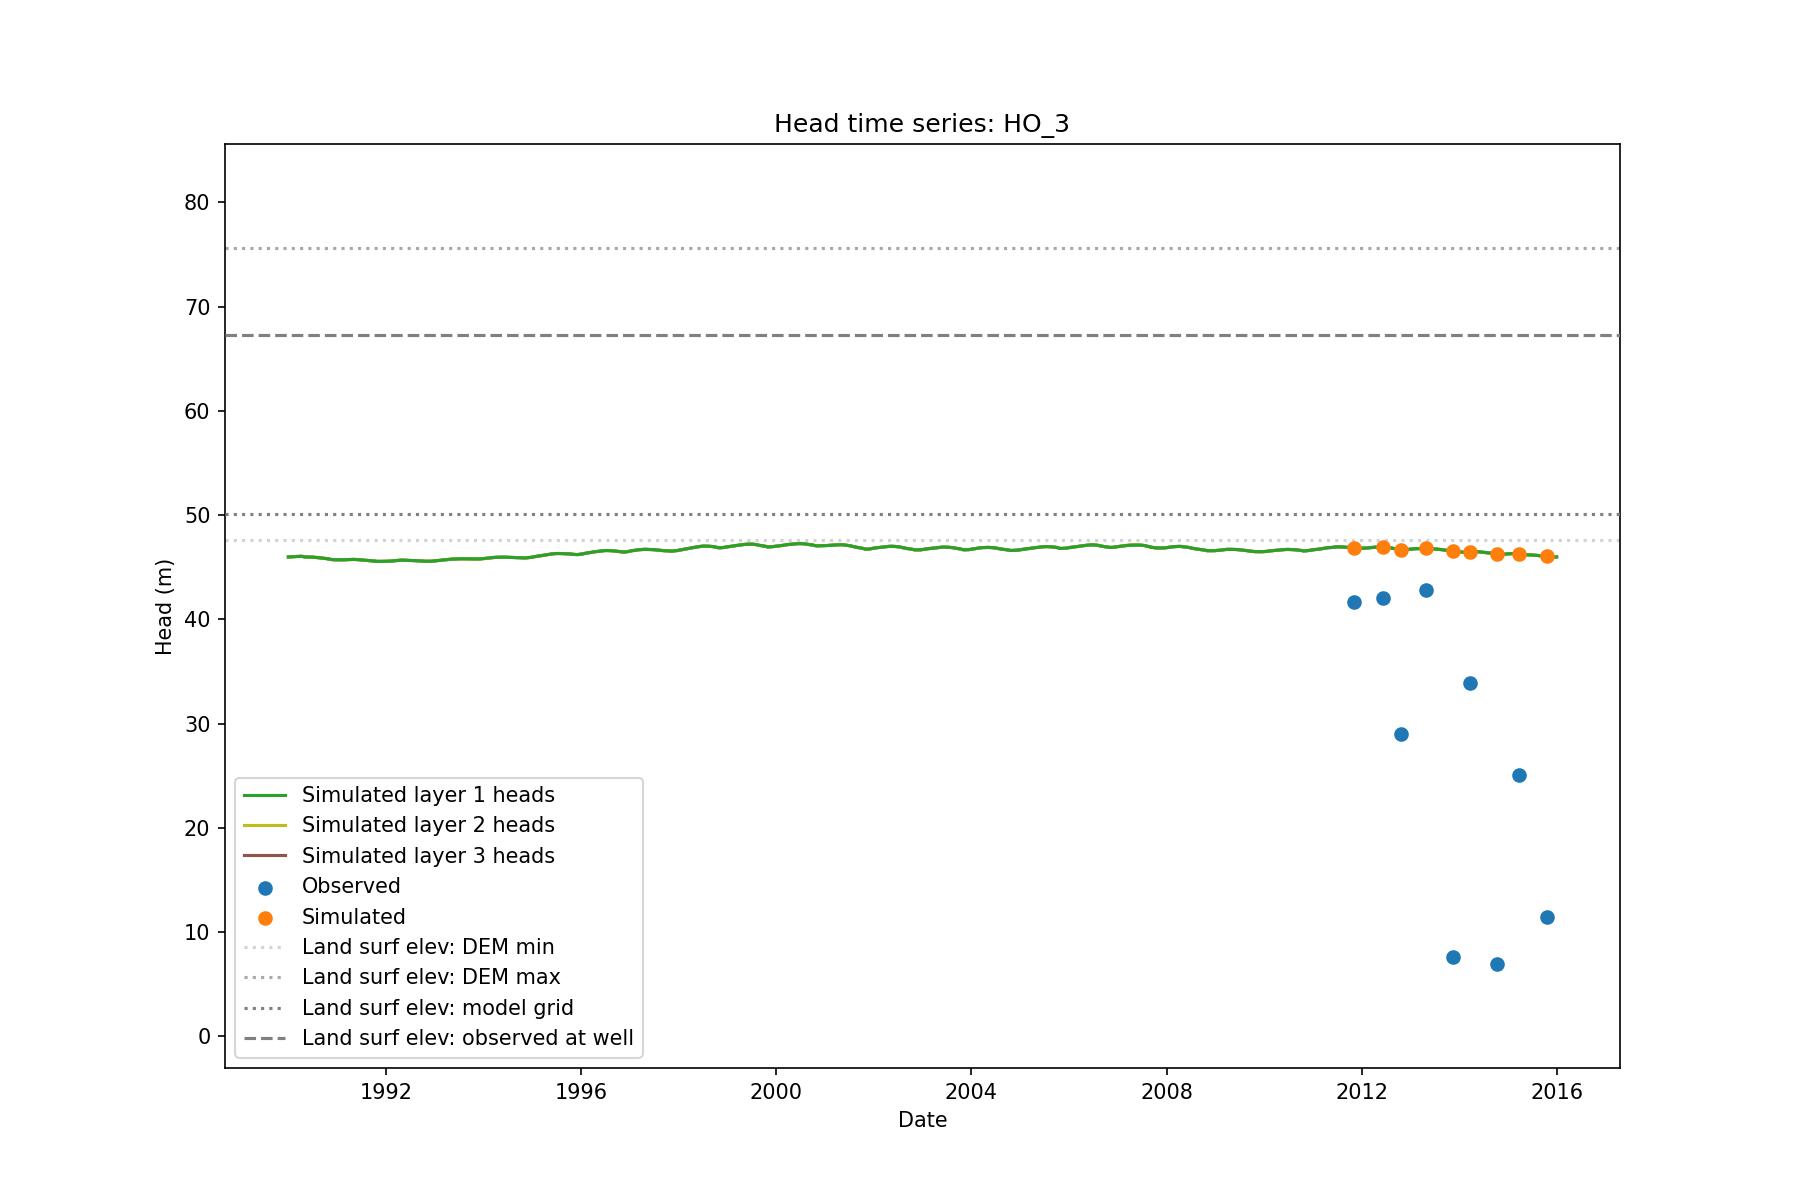 Head time series: HO_3
80
70
60
50
40
30
20
10
0
Head (m)
Simulated layer 1 heads
Simulated layer 2 heads
Simulated layer 3 heads
Observed
Simulated
Land surf elev: DEM min
Land surf elev: DEM max
Land surf elev: model grid
Land surf elev: observed at well
1992 1996 2000 2004 2008 2012 2016
Date